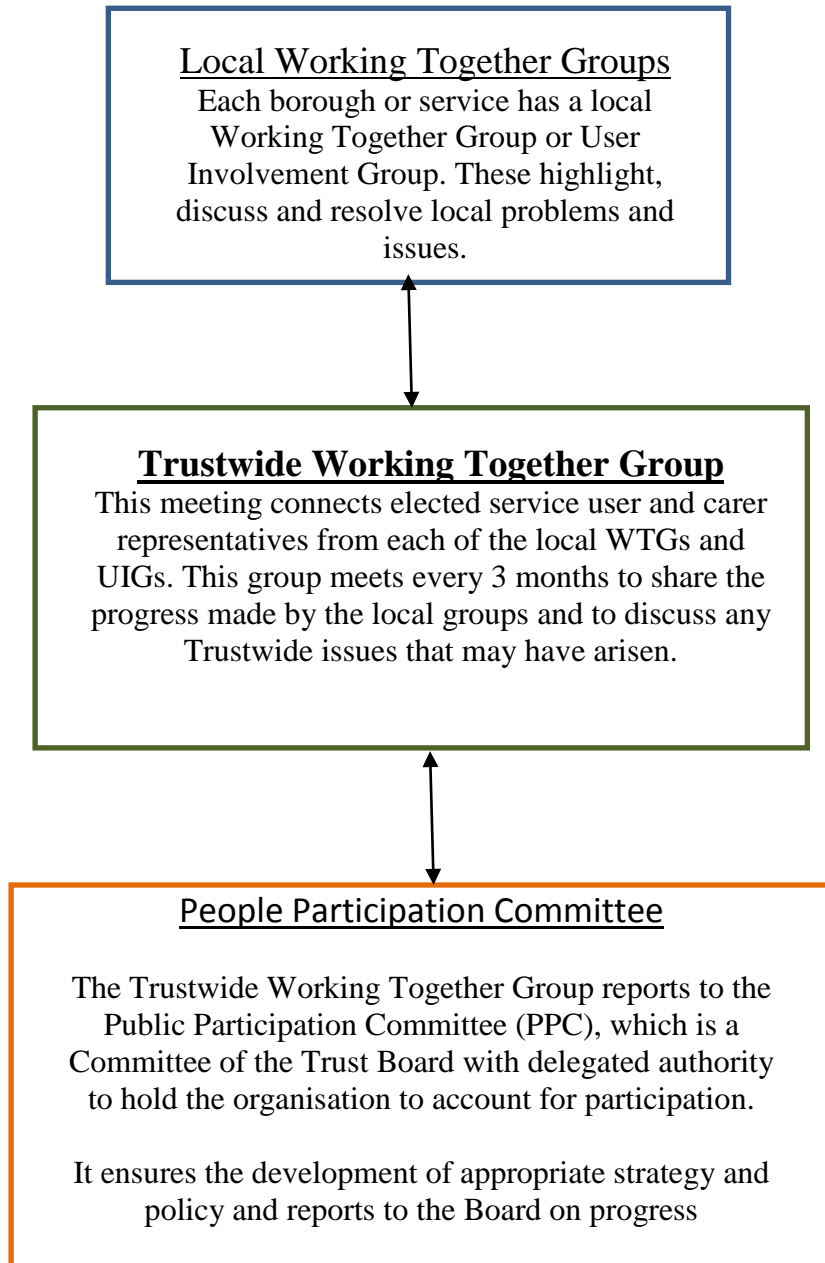 Local Working Together Groups
Each borough or service has a local
Working Together Group or User
Involvement Group. These highlight,
discuss and resolve local problems and
issues.
Trustwide Working Together Group
This meeting connects elected service user and carer
representatives from each of the local WTGs and
UIGs. This group meets every 3 months to share the
progress made by the local groups and to discuss any
Trustwide issues that may have arisen.
People Participation Committee
The Trustwide Working Together Group reports to the
Public Participation Committee (PPC), which is a
Committee of the Trust Board with delegated authority
to hold the organisation to account for participation.
It ensures the development of appropriate strategy and
policy and reports to the Board on progress